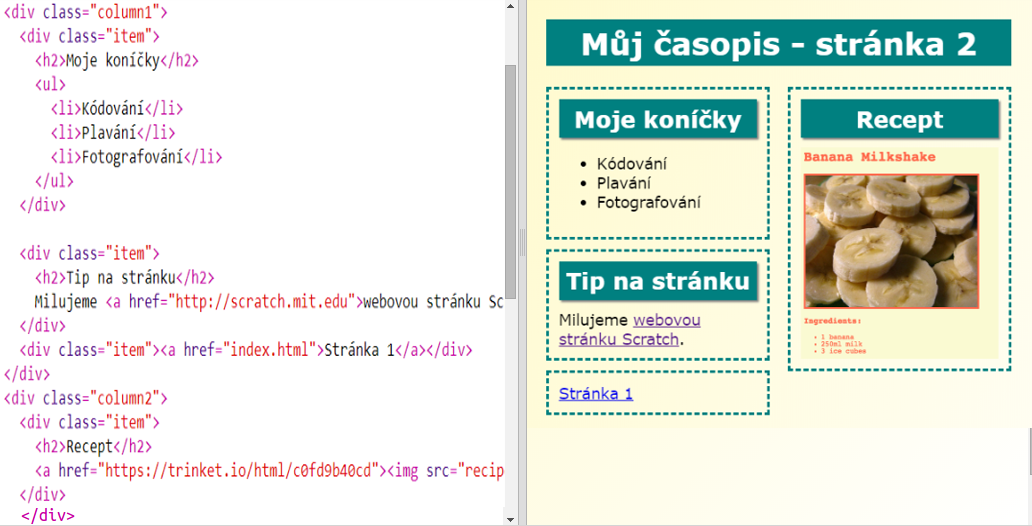 <div class="column1">
<div class="item">
<h2>Moje koníčky</h2>
<ul>
<li>Kódování</li>
<li>Plavání</li>
<li>Fotografování</li>
</ul>
</div>
<div class="item">
<h2>Tip na stránku</h2>
Milujeme <a href="http://scratch.mit.edu">webovou stránku Sc
</div>
<div class="item"><a href="index.html">Stránka 1</a></div>
</div>
<div class="column2">
<div class="item">
<h2>Recept</h2>
<a href="https://trinket.io/html/c0fd9b40cd"><img src="recip
</div>
</div>
Můj časopis - stránka 2
Moje koníčky
• Kódování
• Plavání
• Fotografování
Tip na stránku
Milujeme webovou
stránku Scratch.
Stránka 1
Recept
Banana Milkshake
Ingredients:
• 1 banana
• 250ml milk
• 3 ice cubes